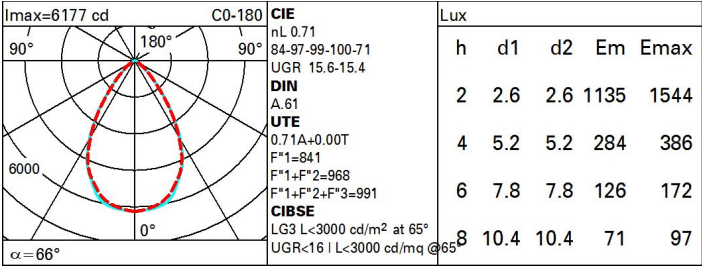 Imax=6177 cd C0-180
90° 180° 90°
6000
0°
α=66°
CIE
nL 0.71
84-97-99-100-71
UGR 15.6-15.4
DIN
A.61
UTE
0.71A+0.00T
F"1=841
F"1+F"2=968
F"1+F"2+F"3=991
CIBSE
LG3 L<3000 cd/m² at 65°
UGR<16 | L<3000 cd/mq @65°
Lux
h d1 d2 Em Emax
2 2.6 2.6 1135 1544
4 5.2 5.2 284 386
6 7.8 7.8 126 172
8 10.4 10.4 71 97